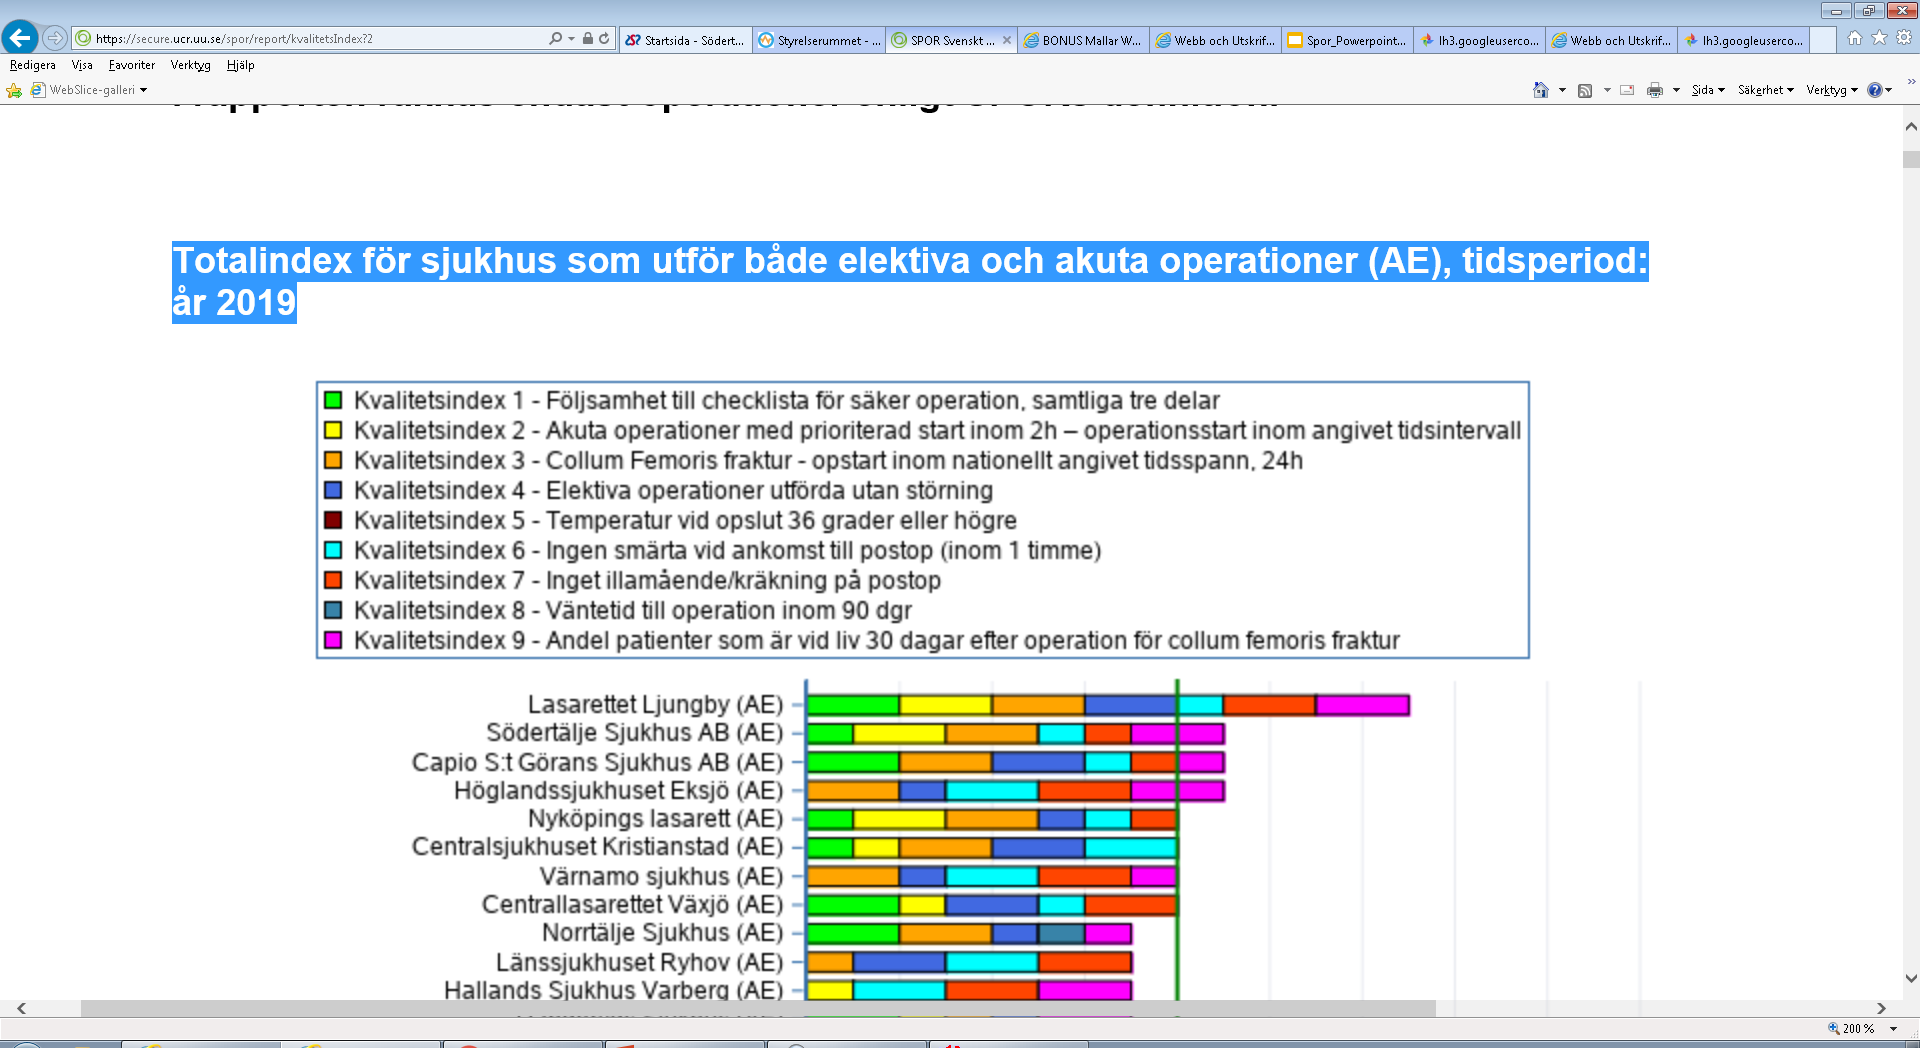 https://secure.ucr.uu.se/spor/report/kvalitetsIndex?2
Startsida - Södert...
Styrelserummet - ...
SPOR Svenskt ...
BONUS Mallar W...
Webb och Utskrif...
Spor_Powerpoint...
lh3.googleuserco...
Webb och Utskrif...
lh3.googleuserco...
Redigera Visa Favoriter Verktyg Hjälp
WebSlice-galleri
Sida Säkerhet Verktyg
Totalindex för sjukhus som utför både elektiva och akuta operationer (AE), tidsperiod:
år 2019
Kvalitetsindex 1 - Följsamhet till checklista för säker operation, samtliga tre delar
Kvalitetsindex 2 - Akuta operationer med prioriterad start inom 2h – operationsstart inom angivet tidsintervall
Kvalitetsindex 3 - Collum Femoris fraktur - opstart inom nationellt angivet tidsspann, 24h
Kvalitetsindex 4 - Elektiva operationer utförda utan störning
Kvalitetsindex 5 - Temperatur vid opslut 36 grader eller högre
Kvalitetsindex 6 - Ingen smärta vid ankomst till postop (inom 1 timme)
Kvalitetsindex 7 - Inget illamående/kräkning på postop
Kvalitetsindex 8 - Väntetid till operation inom 90 dgr
Kvalitetsindex 9 - Andel patienter som är vid liv 30 dagar efter operation för collum femoris fraktur
Lasarettet Ljungby (AE)
Södertälje Sjukhus AB (AE)
Capio S:t Görans Sjukhus AB (AE)
Höglandssjukhuset Eksjö (AE)
Nyköpings lasarett (AE)
Centralsjukhuset Kristianstad (AE)
Värnamo sjukhus (AE)
Centrallasarettet Växjö (AE)
Norrtälje Sjukhus (AE)
Länssjukhuset Ryhov (AE)
Hallands Sjukhus Varberg (AE)
200 %